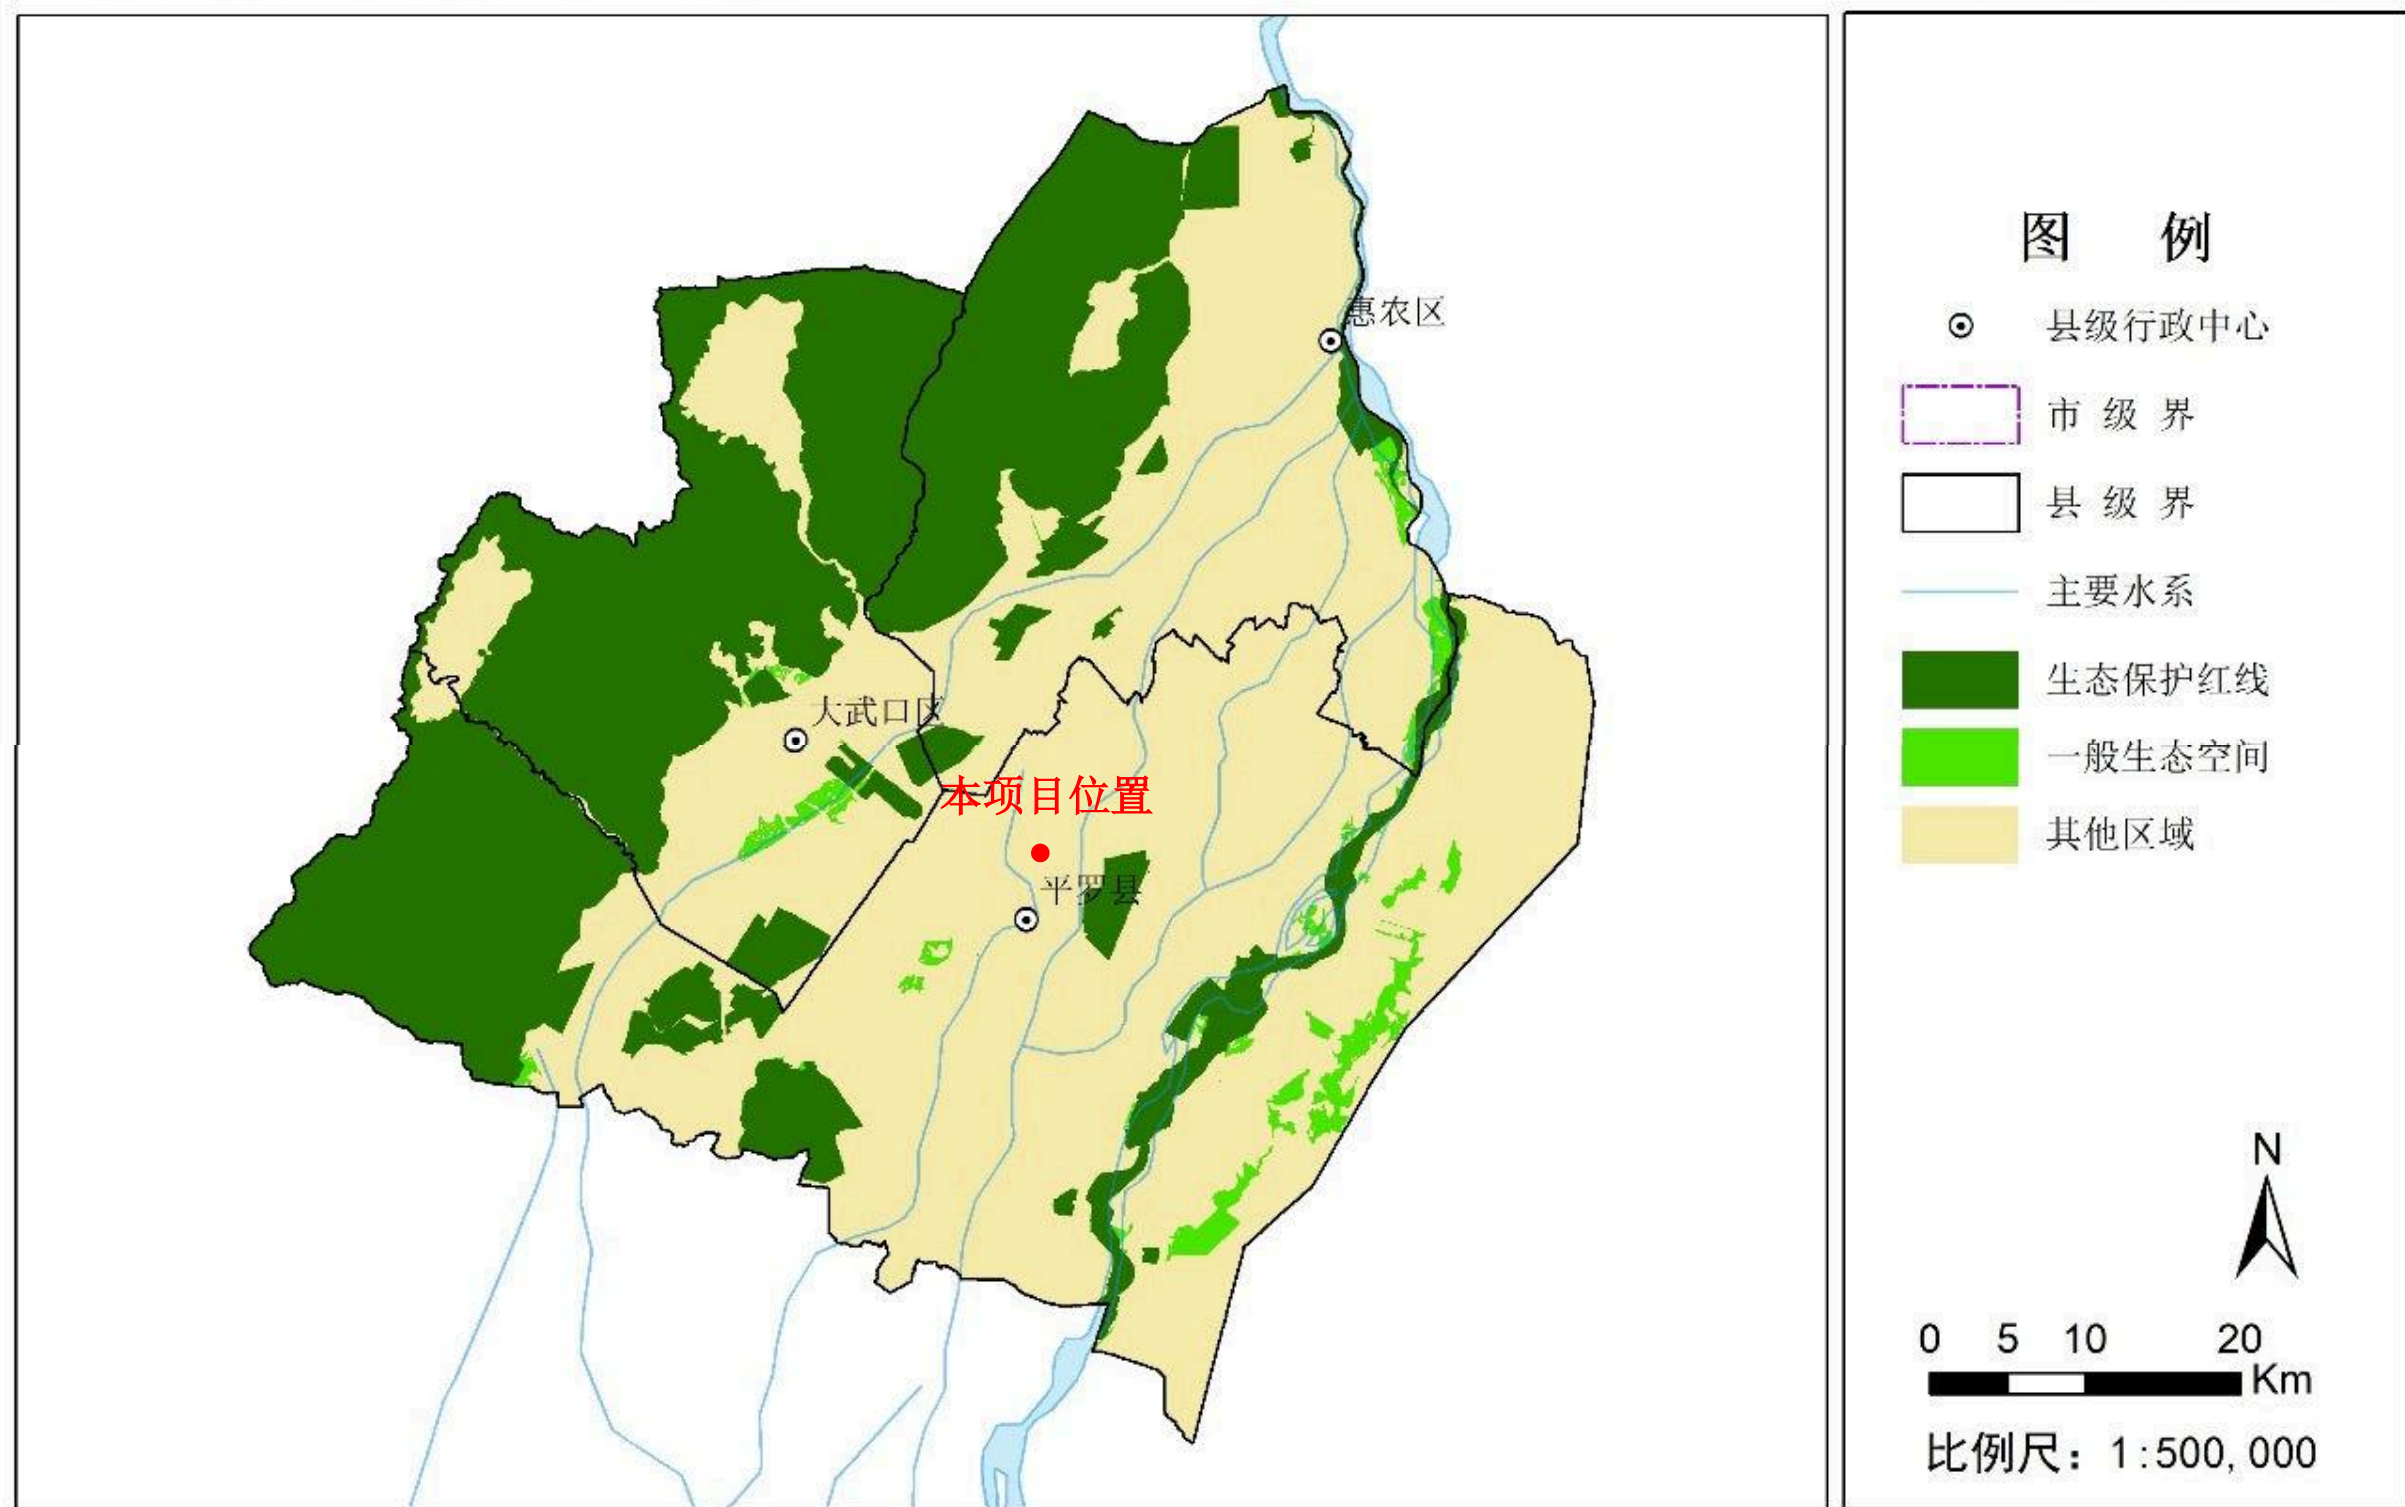 惠农区
大武口区
本项目位置
平罗县
图 例
县级行政中心
市 级 界
县 级 界
主要水系
生态保护红线
一般生态空间
其他区域
N
0 5 10 20
Km
比例尺: 1:500,000